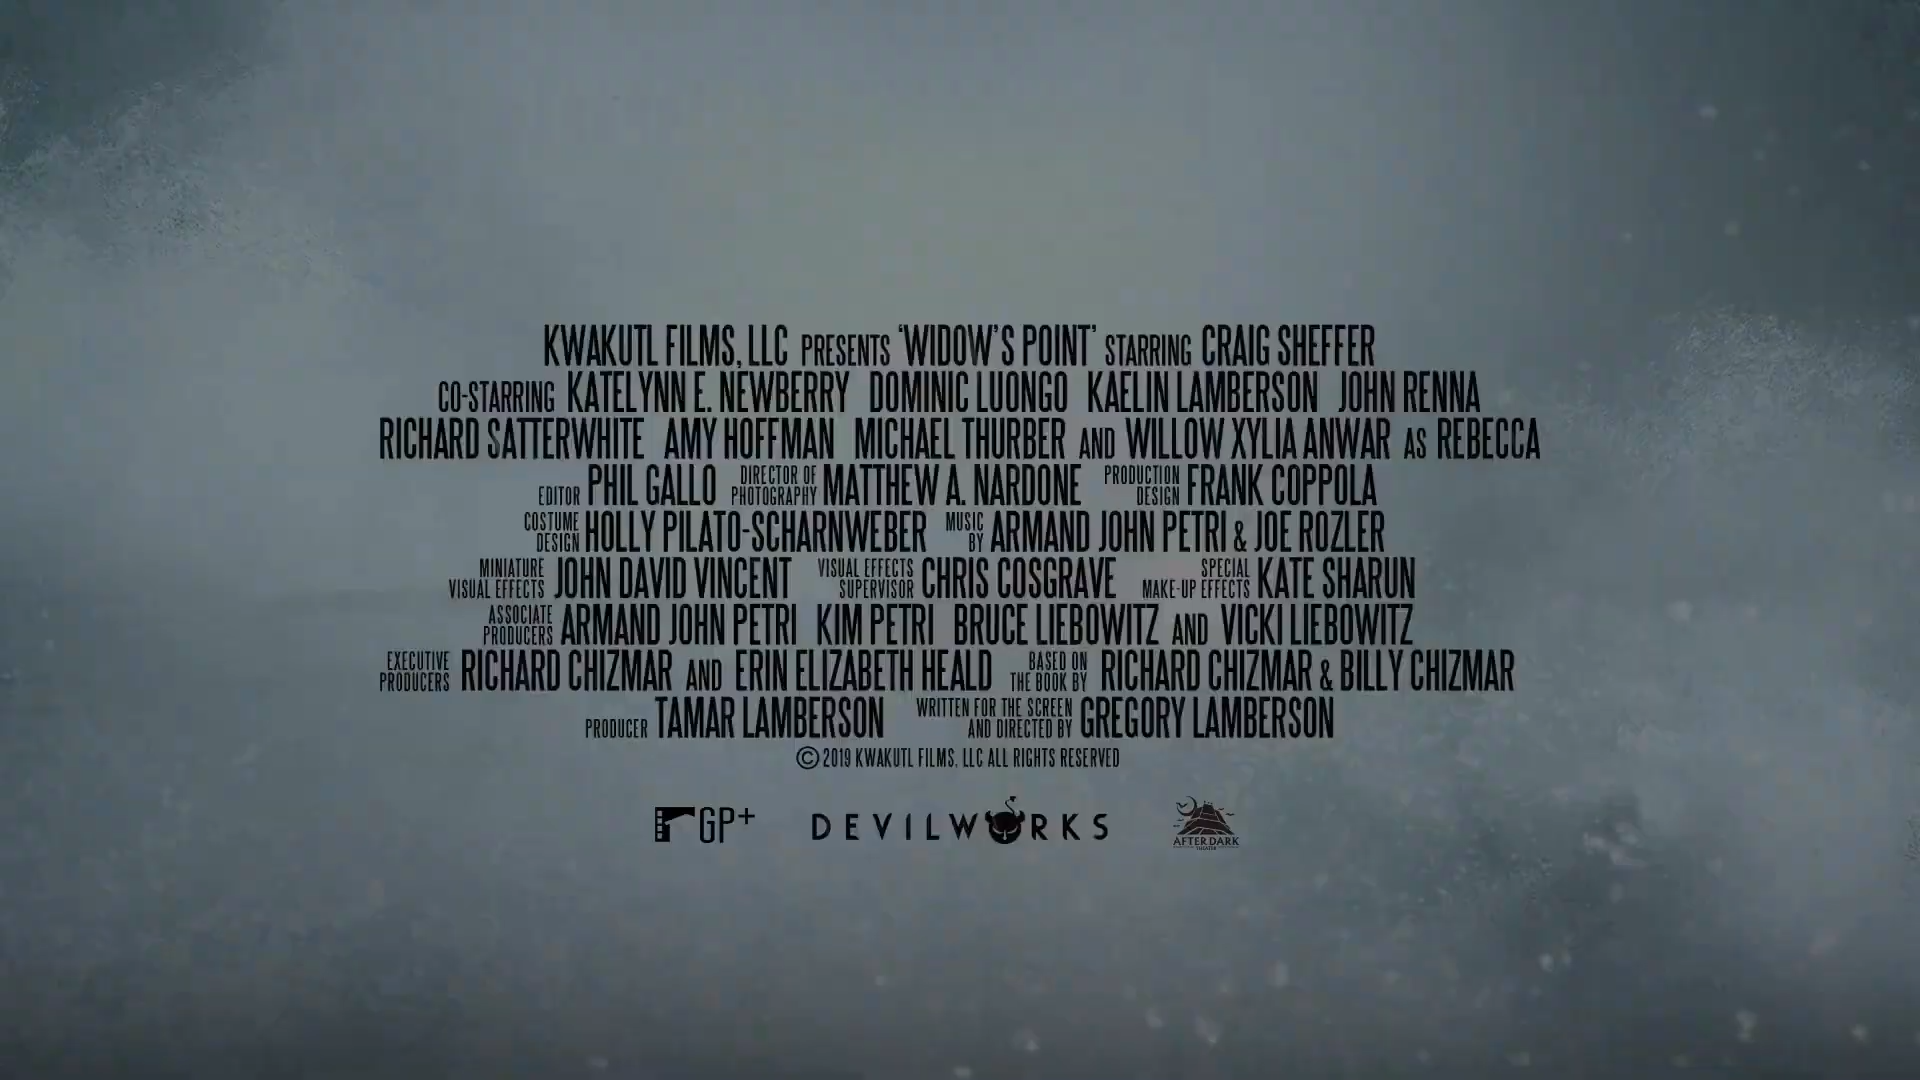 KWAKUTL FILMS, LLC PRESENTS 'WIDOW'S POINT' STARRING CRAIG SHEFFER
CO-STARRING KATELYNN E. NEWBERRY DOMINIC LUONGO KAELIN LAMBERSON JOHN RENNA
RICHARD SATTERWHITE AMY HOFFMAN MICHAEL THURBER AND WILLOW XYLIA ANWAR AS REBECCA
EDITOR PHIL GALLO DIRECTOR OF PHOTOGRAPHY MATTHEW A. NARDONE PRODUCTION DESIGN FRANK COPPOLA
COSTUME DESIGN HOLLY PILATO-SCHARNWEBER MUSIC BY ARMAND JOHN PETRI & JOE ROZLER
MINIATURE VISUAL EFFECTS JOHN DAVID VINCENT VISUAL EFFECTS SUPERVISOR CHRIS COSGRAVE SPECIAL MAKE-UP EFFECTS KATE SHARUN
ASSOCIATE PRODUCERS ARMAND JOHN PETRI KIM PETRI BRUCE LIEBOWITZ AND VICKI LIEBOWITZ
EXECUTIVE PRODUCERS RICHARD CHIZMAR AND ERIN ELIZABETH HEALD BASED ON THE BOOK BY RICHARD CHIZMAR & BILLY CHIZMAR
PRODUCER TAMAR LAMBERSON WRITTEN FOR THE SCREEN AND DIRECTED BY GREGORY LAMBERSON
© 2019 KWAKUTL FILMS, LLC ALL RIGHTS RESERVED
GP+ DEVILWORKS AFTER DARK
THEATER